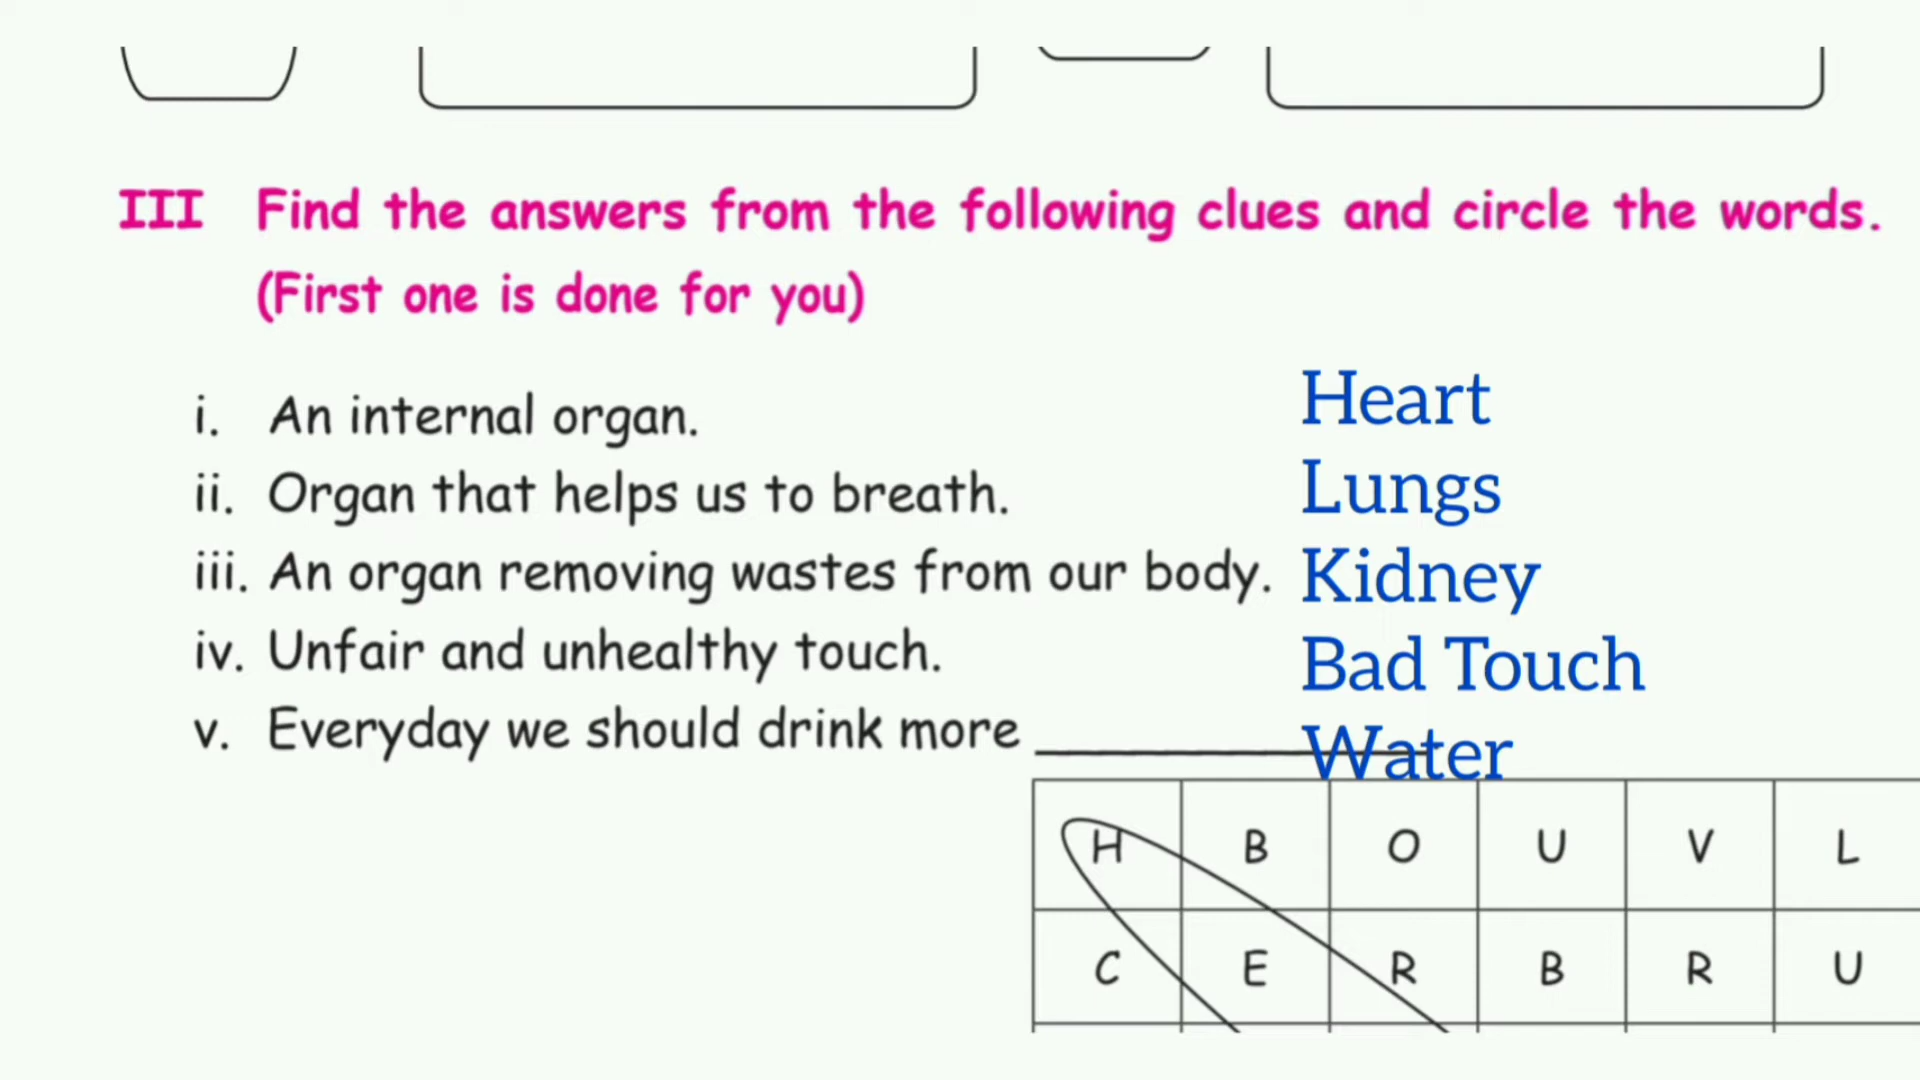 III Find the answers from the following clues and circle the words.
(First one is done for you)
i. An internal organ. Heart
ii. Organ that helps us to breath. Lungs
iii. An organ removing wastes from our body. Kidney
iv. Unfair and unhealthy touch. Bad Touch
v. Everyday we should drink more Water
H B O U V L
C E R B R U